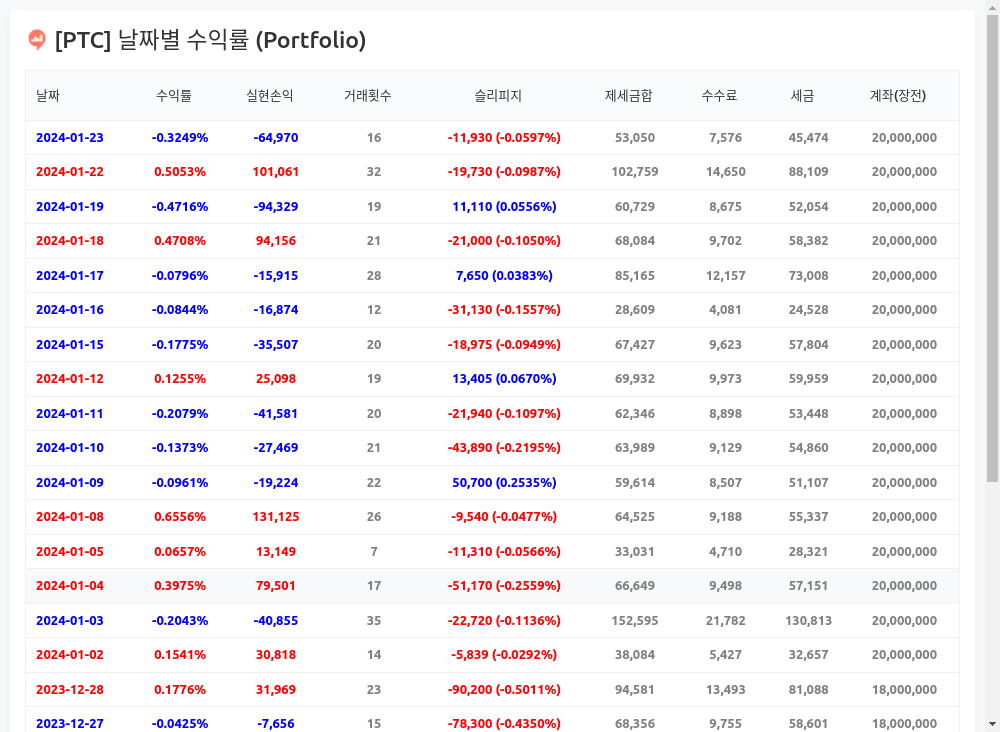 [PTC] 날짜별 수익률 (Portfolio)
날짜 수익률 실현손익 거래횟수 슬리피지 제세금합 수수료 세금 계좌(장전)
2024-01-23 -0.3249% -64,970 16 -11,930 (-0.0597%) 53,050 7,576 45,474 20,000,000
2024-01-22 0.5053% 101,061 32 -19,730 (-0.0987%) 102,759 14,650 88,109 20,000,000
2024-01-19 -0.4716% -94,329 19 11,110 (0.0556%) 60,729 8,675 52,054 20,000,000
2024-01-18 0.4708% 94,156 21 -21,000 (-0.1050%) 68,084 9,702 58,382 20,000,000
2024-01-17 -0.0796% -15,915 28 7,650 (0.0383%) 85,165 12,157 73,008 20,000,000
2024-01-16 -0.0844% -16,874 12 -31,130 (-0.1557%) 28,609 4,081 24,528 20,000,000
2024-01-15 -0.1775% -35,507 20 -18,975 (-0.0949%) 67,427 9,623 57,804 20,000,000
2024-01-12 0.1255% 25,098 19 13,405 (0.0670%) 69,932 9,973 59,959 20,000,000
2024-01-11 -0.2079% -41,581 20 -21,940 (-0.1097%) 62,346 8,898 53,448 20,000,000
2024-01-10 -0.1373% -27,469 21 -43,890 (-0.2195%) 63,989 9,129 54,860 20,000,000
2024-01-09 -0.0961% -19,224 22 50,700 (0.2535%) 59,614 8,507 51,107 20,000,000
2024-01-08 0.6556% 131,125 26 -9,540 (-0.0477%) 64,525 9,188 55,337 20,000,000
2024-01-05 0.0657% 13,149 7 -11,310 (-0.0566%) 33,031 4,710 28,321 20,000,000
2024-01-04 0.3975% 79,501 17 -51,170 (-0.2559%) 66,649 9,498 57,151 20,000,000
2024-01-03 -0.2043% -40,855 35 -22,720 (-0.1136%) 152,595 21,782 130,813 20,000,000
2024-01-02 0.1541% 30,818 14 -5,839 (-0.0292%) 38,084 5,427 32,657 20,000,000
2023-12-28 0.1776% 31,969 23 -90,200 (-0.5011%) 94,581 13,493 81,088 18,000,000
2023-12-27 -0.0425% -7,656 15 -78,300 (-0.4350%) 68,356 9,755 58,601 18,000,000